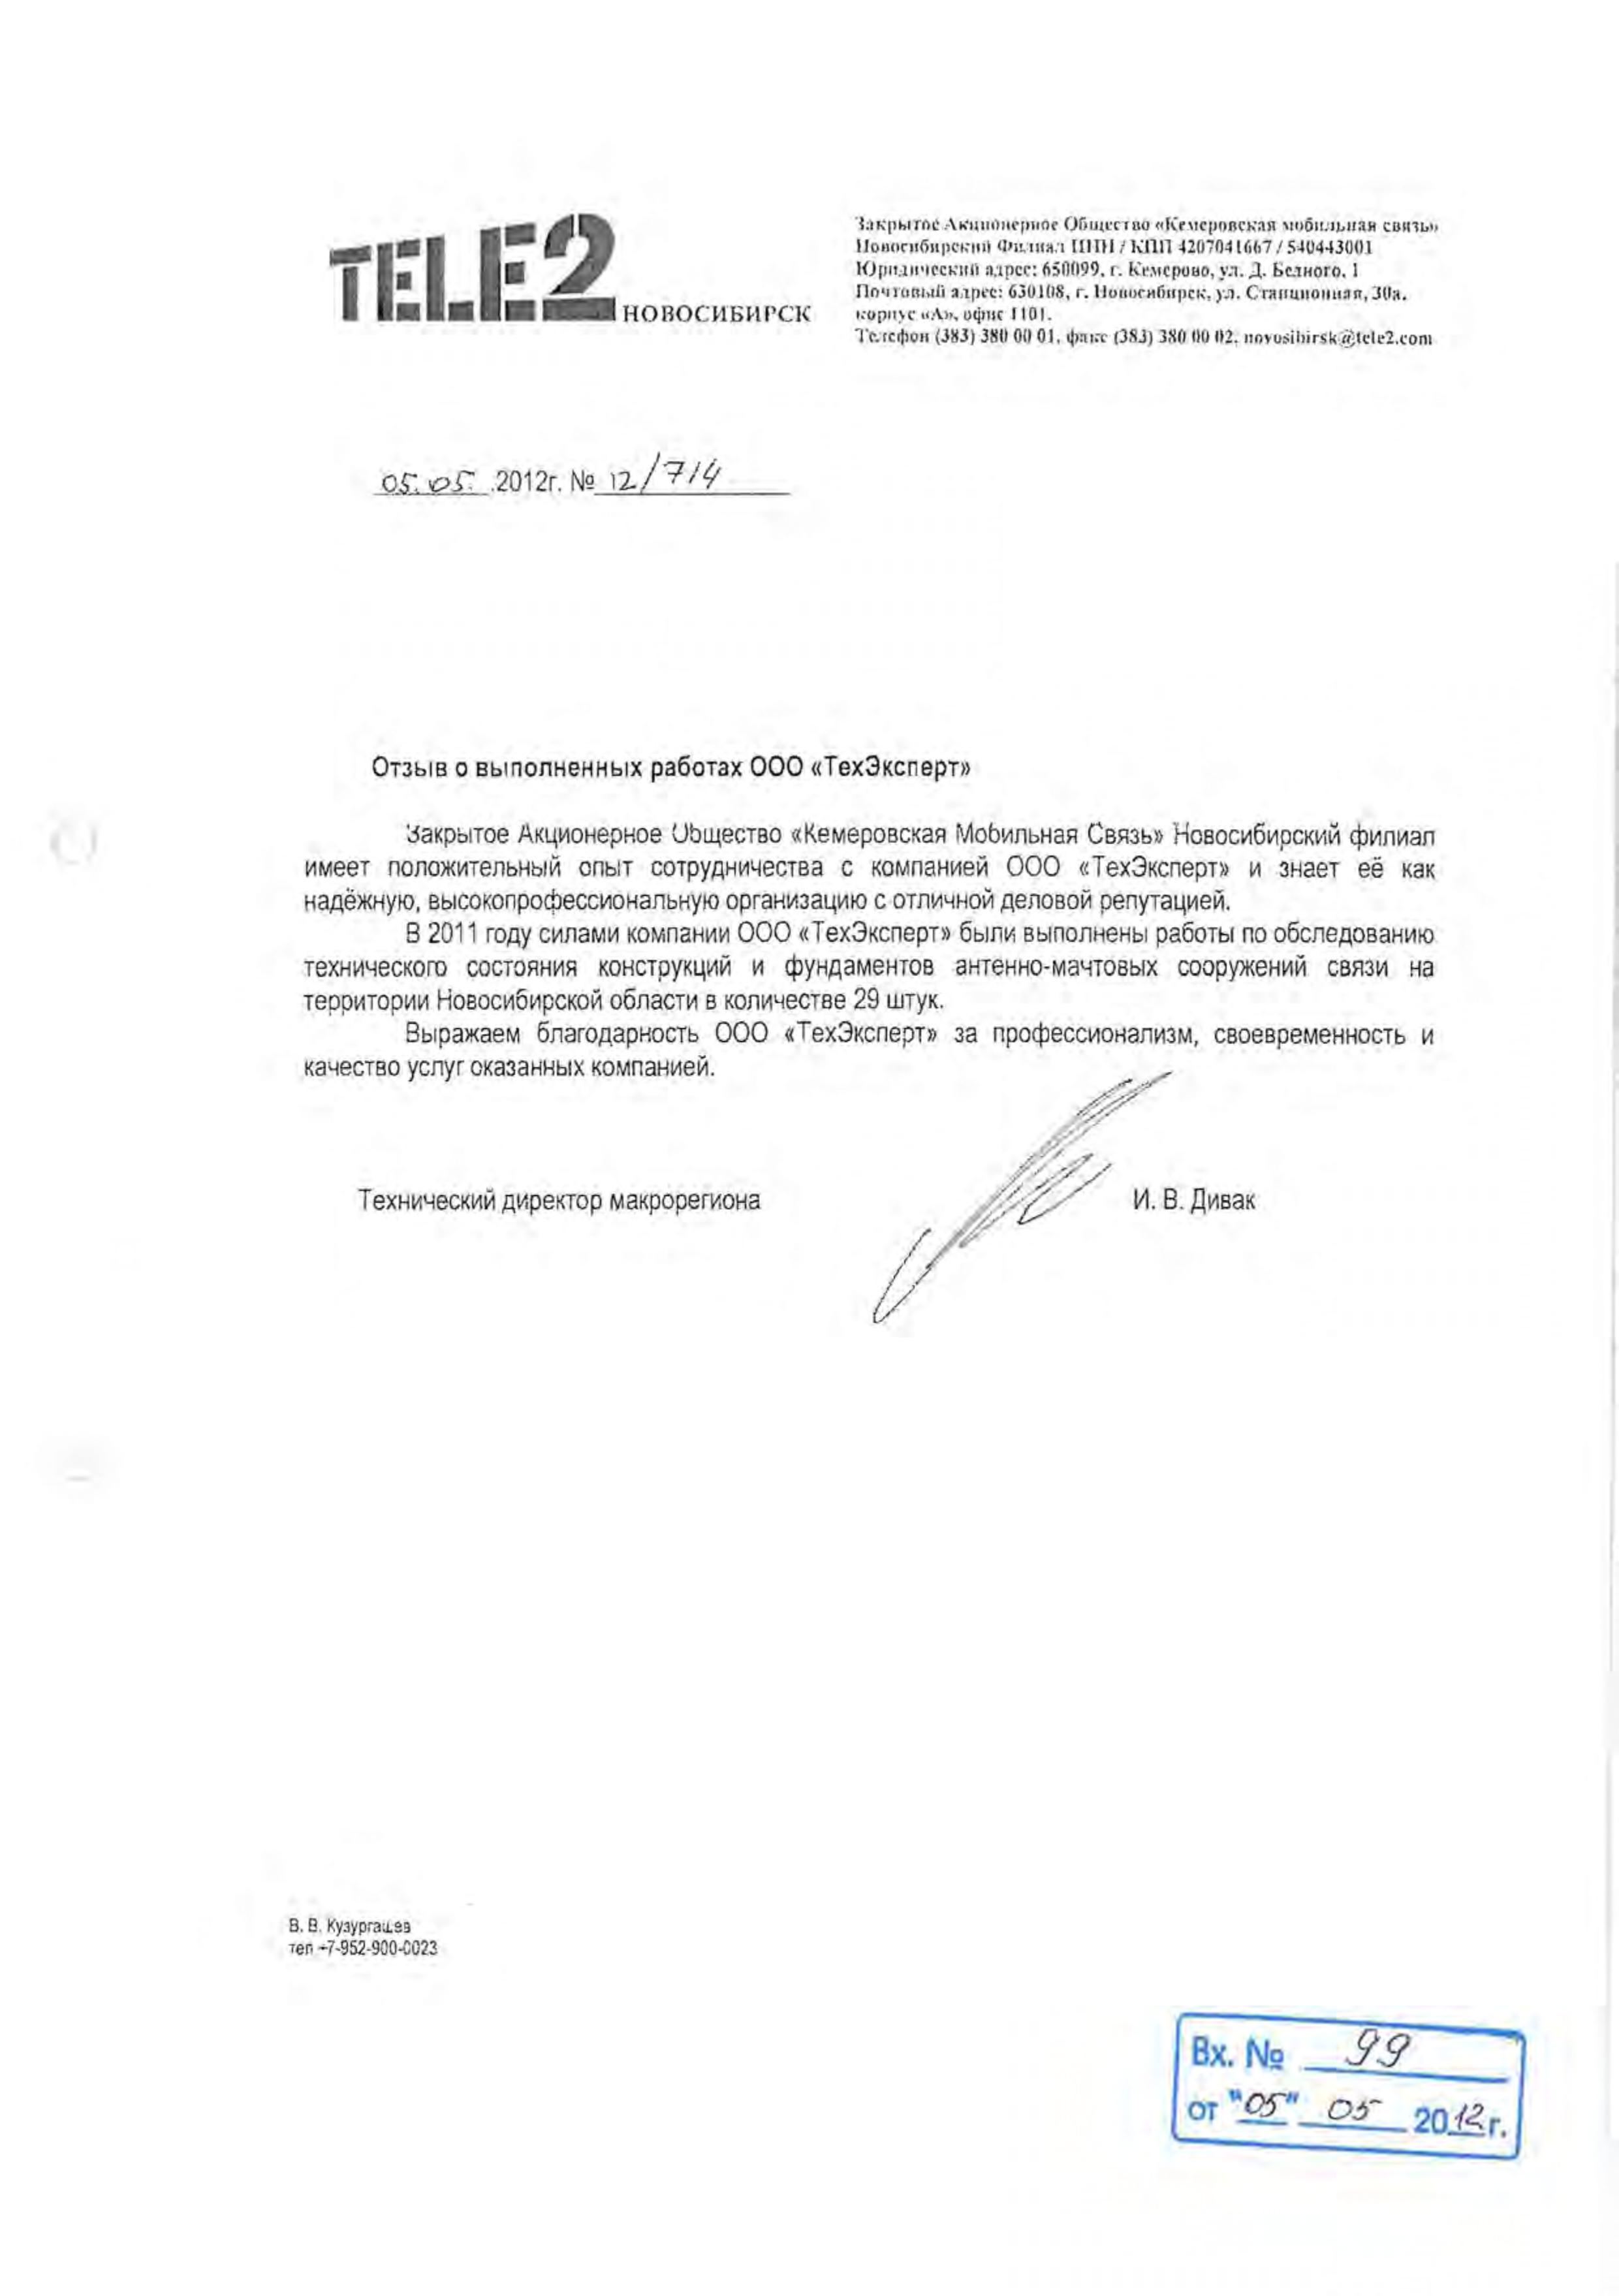 TELE2 НОВОСИБИРСК
Закрытое Акционерное Общество «Кемеровская мобильная связь»
Новосибирский Филиал ИНН / КПП 4207041667 / 540443001
Юридический адрес: 650099, г. Кемерово, ул. Д. Бедного, 1
Почтовый адрес: 630108, г. Новосибирск, ул. Станционная, 30а,
корпус «А», офис 1101.
Телефон (383) 380 00 01, факс (383) 380 00 02, novosibirsk@tele2.com
05.05. .2012г. № 12/714
Отзыв о выполненных работах ООО «ТехЭксперт»
Закрытое Акционерное Общество «Кемеровская Мобильная Связь» Новосибирский филиал
имеет положительный опыт сотрудничества с компанией ООО «ТехЭксперт» и знает её как
надёжную, высокопрофессиональную организацию с отличной деловой репутацией.
В 2011 году силами компании ООО «ТехЭксперт» были выполнены работы по обследованию
технического состояния конструкций и фундаментов антенно-мачтовых сооружений связи на
территории Новосибирской области в количестве 29 штук.
Выражаем благодарность ООО «ТехЭксперт» за профессионализм, своевременность и
качество услуг оказанных компанией.
Технический директор макрорегиона И. В. Дивак
В. В. Кузургашев
тел +7-952-900-0023
Вх. № 99
от "05" 05 2012г.